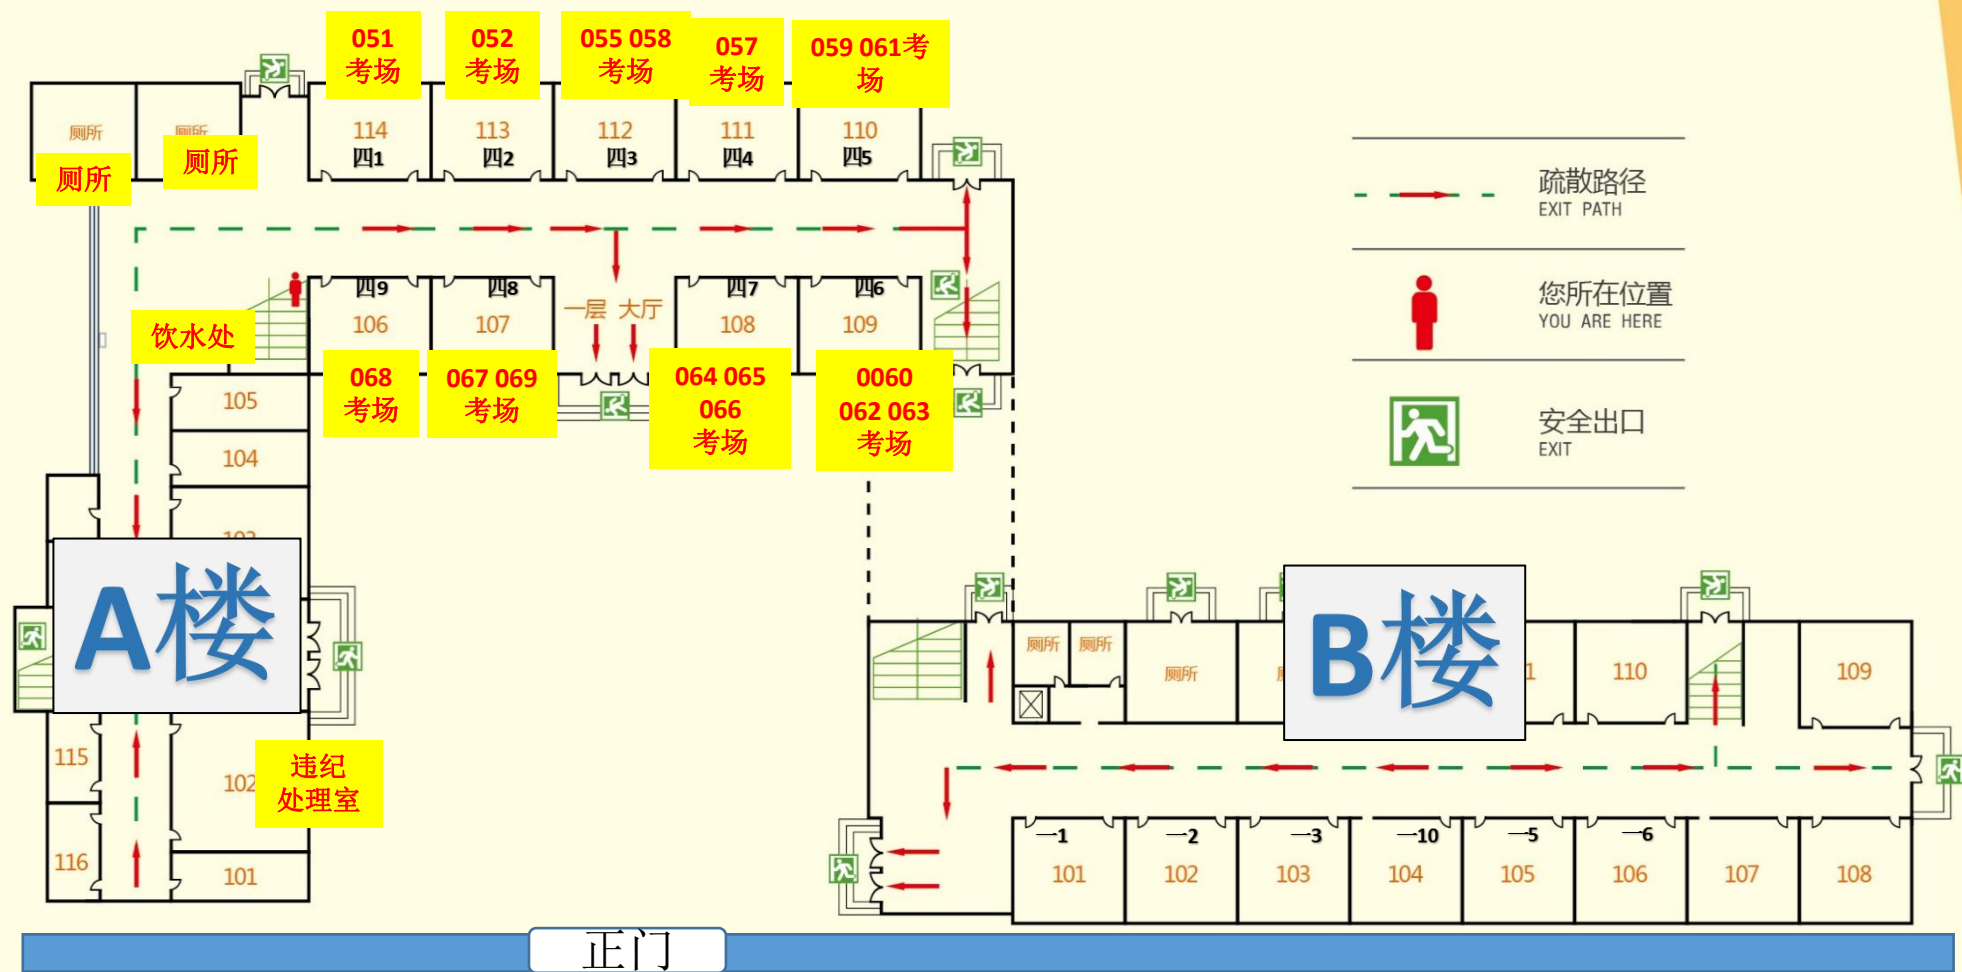 051
考场
052
考场
055 058
考场
057
考场
059 061考
场
厕所
厕所
厕所
厕所
114
四1
113
四2
112
四3
111
四4
110
四5
疏散路径
EXIT PATH
您所在位置
YOU ARE HERE
安全出口
EXIT
四9
106
四8
107
一层 大厅
四7
108
四6
109
饮水处
068
考场
067 069
考场
064 065
066
考场
0060
062 063
考场
105
104
103
A楼
115
102
违纪
处理室
116
101
厕所
厕所
厕所
B楼
110
109
一1
一2
一3
一10
一5
一6
101
102
103
104
105
106
107
108
正门